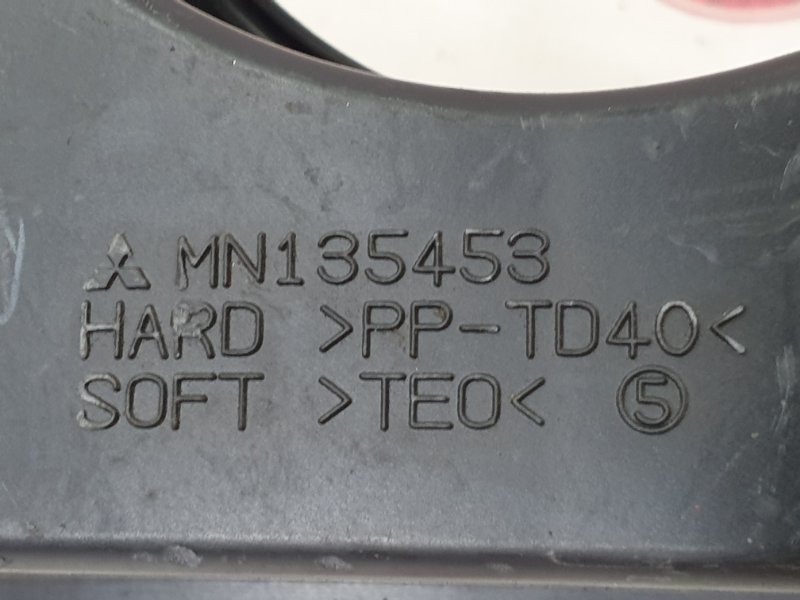 MN135453
HARD >PP-TD40<
SOFT >TEO< ⑤